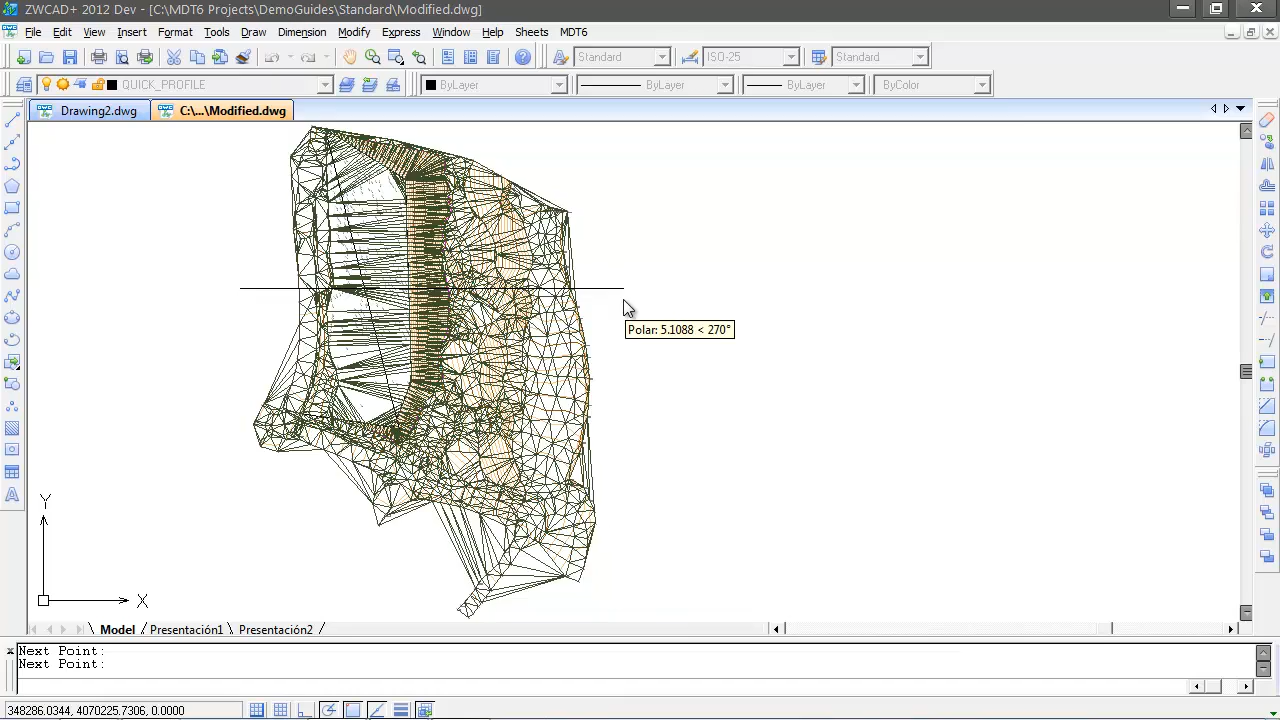 ZWCAD+ 2012 Dev - [C:\MDT6 Projects\DemoGuides\Standard\Modified.dwg]
File Edit View Insert Format Tools Draw Dimension Modify Express Window Help Sheets MDT6
Standard ISO-25 Standard
QUICK_PROFILE ByLayer ByLayer ByLayer ByColor
Drawing2.dwg C:\...\Modified.dwg
Polar: 5.1088 < 270°
Y
X
Model Presentación1 Presentación2
Next Point:
Next Point:
348286.0344, 4070225.7306, 0.0000